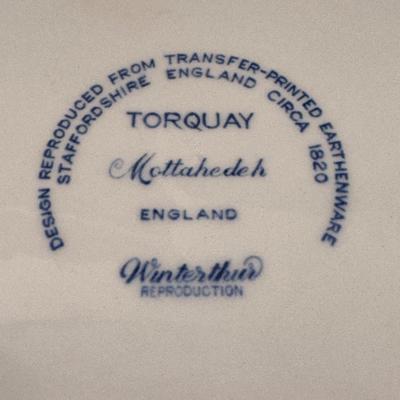 DESIGN REPRODUCED FROM TRANSFER-PRINTED EARTHENWARE
STAFFORDSHIRE ENGLAND CIRCA 1820
TORQUAY
Mottahedeh
ENGLAND
Winterthur
REPRODUCTION